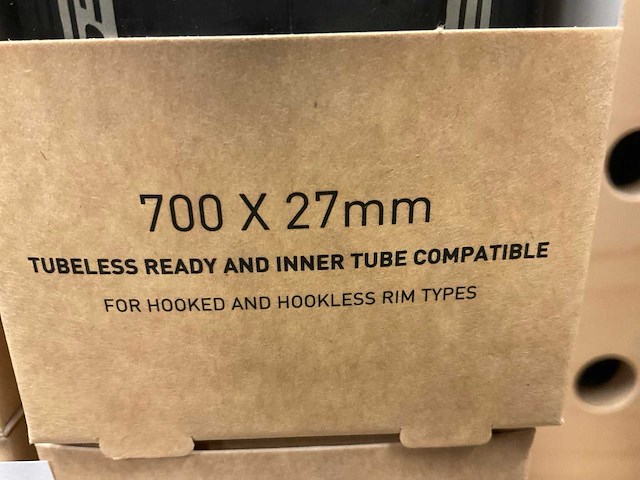 700 X 27mm
TUBELESS READY AND INNER TUBE COMPATIBLE
FOR HOOKED AND HOOKLESS RIM TYPES